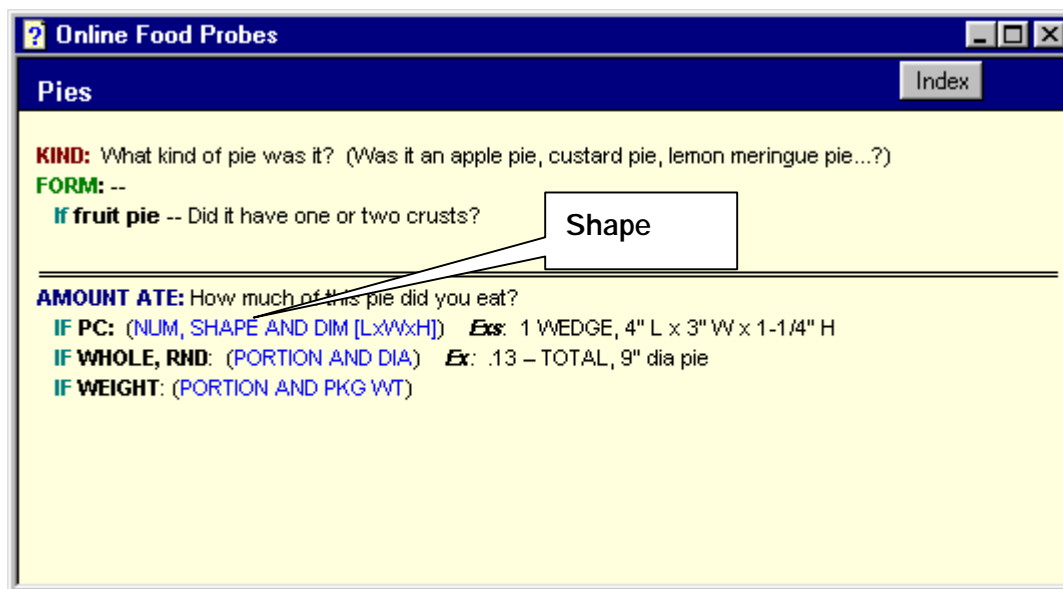 Online Food Probes
Pies
Index
KIND: What kind of pie was it? (Was it an apple pie, custard pie, lemon meringue pie...?)
FORM: --
If fruit pie -- Did it have one or two crusts?
Shape
AMOUNT ATE: How much of this pie did you eat?
IF PC: (NUM, SHAPE AND DIM [LxWxH]) Exs: 1 WEDGE, 4" L x 3" W x 1-1/4" H
IF WHOLE, RND: (PORTION AND DIA) Ex: .13 – TOTAL, 9" dia pie
IF WEIGHT: (PORTION AND PKG WT)